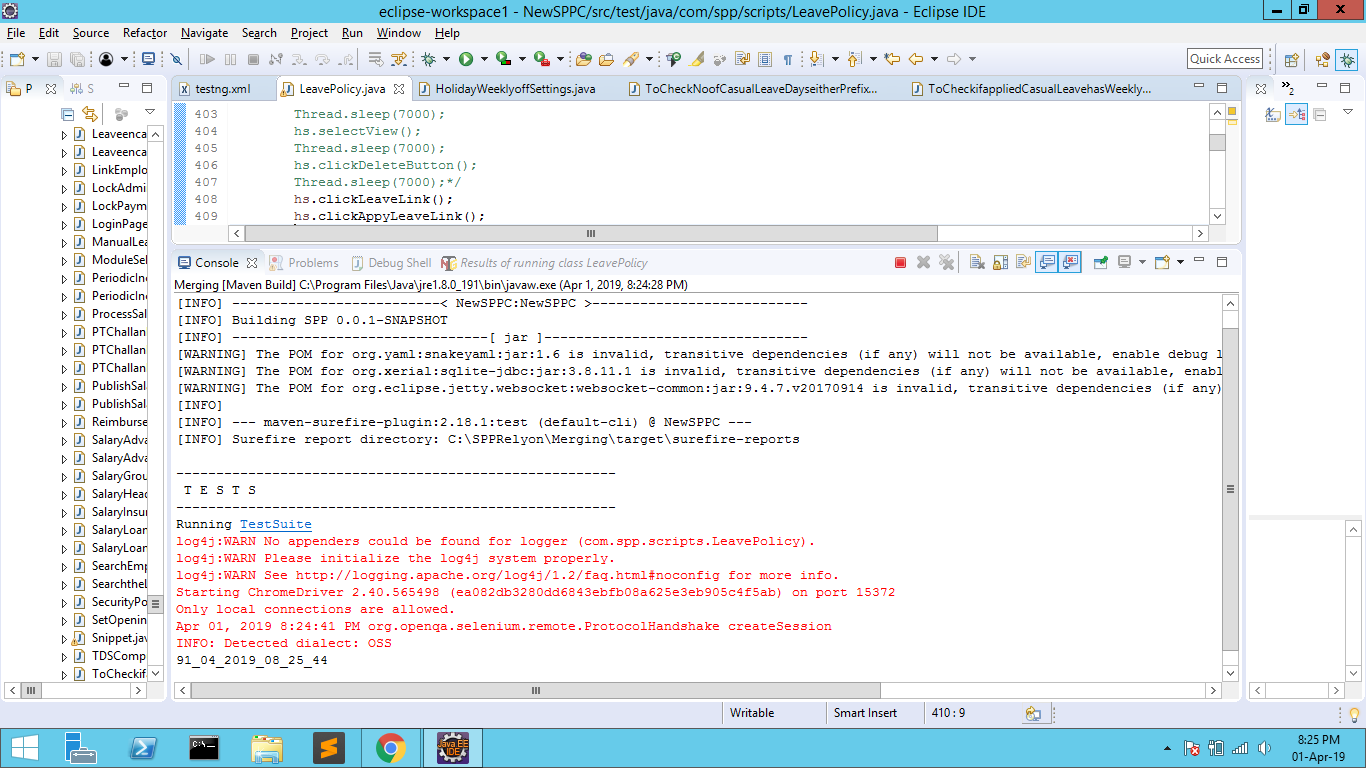 eclipse-workspace1 - NewSPPC/src/test/java/com/spp/scripts/LeavePolicy.java - Eclipse IDE
File Edit Source Refactor Navigate Search Project Run Window Help
Quick Access
P S
testng.xml LeavePolicy.java HolidayWeeklyoffSettings.java ToCheckNoofCasualLeaveDayseitherPrefix... ToCheckifappliedCasualLeavehasWeekly... »2
Leaveenca
Leaveenca
LinkEmplo
LockAdmi
LockPaym
LoginPage
ManualLea
ModuleSel
PeriodicInc
PeriodicInc
ProcessSal
PTChallan
PTChallan
PTChallan
PublishSala
PublishSala
Reimburse
SalaryAdva
SalaryAdva
SalaryGrou
SalaryHead
SalaryInsu
SalaryLoan
SalaryLoan
SearchEmp
SearchtheL
SecurityPo
SetOpenin
Snippet.jav
TDSComp
ToCheckif
403 Thread.sleep(7000);
404 hs.selectView();
405 Thread.sleep(7000);
406 hs.clickDeleteButton();
407 Thread.sleep(7000);*/
408 hs.clickLeaveLink();
409 hs.clickAppyLeaveLink();
Console Problems Debug Shell Results of running class LeavePolicy
Merging [Maven Build] C:\Program Files\Java\jre1.8.0_191\bin\javaw.exe (Apr 1, 2019, 8:24:28 PM)
[INFO] --------------------------< NewSPPC:NewSPPC >---------------------------
[INFO] Building SPP 0.0.1-SNAPSHOT
[INFO] --------------------------------[ jar ]---------------------------------
[WARNING] The POM for org.yaml:snakeyaml:jar:1.6 is invalid, transitive dependencies (if any) will not be available, enable debug l
[WARNING] The POM for org.xerial:sqlite-jdbc:jar:3.8.11.1 is invalid, transitive dependencies (if any) will not be available, enabl
[WARNING] The POM for org.eclipse.jetty.websocket:websocket-common:jar:9.4.7.v20170914 is invalid, transitive dependencies (if any)
[INFO]
[INFO] --- maven-surefire-plugin:2.18.1:test (default-cli) @ NewSPPC ---
[INFO] Surefire report directory: C:\SPPRelyon\Merging\target\surefire-reports
-------------------------------------------------------
T E S T S
-------------------------------------------------------
Running TestSuite
log4j:WARN No appenders could be found for logger (com.spp.scripts.LeavePolicy).
log4j:WARN Please initialize the log4j system properly.
log4j:WARN See http://logging.apache.org/log4j/1.2/faq.html#noconfig for more info.
Starting ChromeDriver 2.40.565498 (ea082db3280dd6843ebfb08a625e3eb905c4f5ab) on port 15372
Only local connections are allowed.
Apr 01, 2019 8:24:41 PM org.openqa.selenium.remote.ProtocolHandshake createSession
INFO: Detected dialect: OSS
91_04_2019_08_25_44
Writable Smart Insert 410 : 9
Java EE
IDE
8:25 PM
01-Apr-19